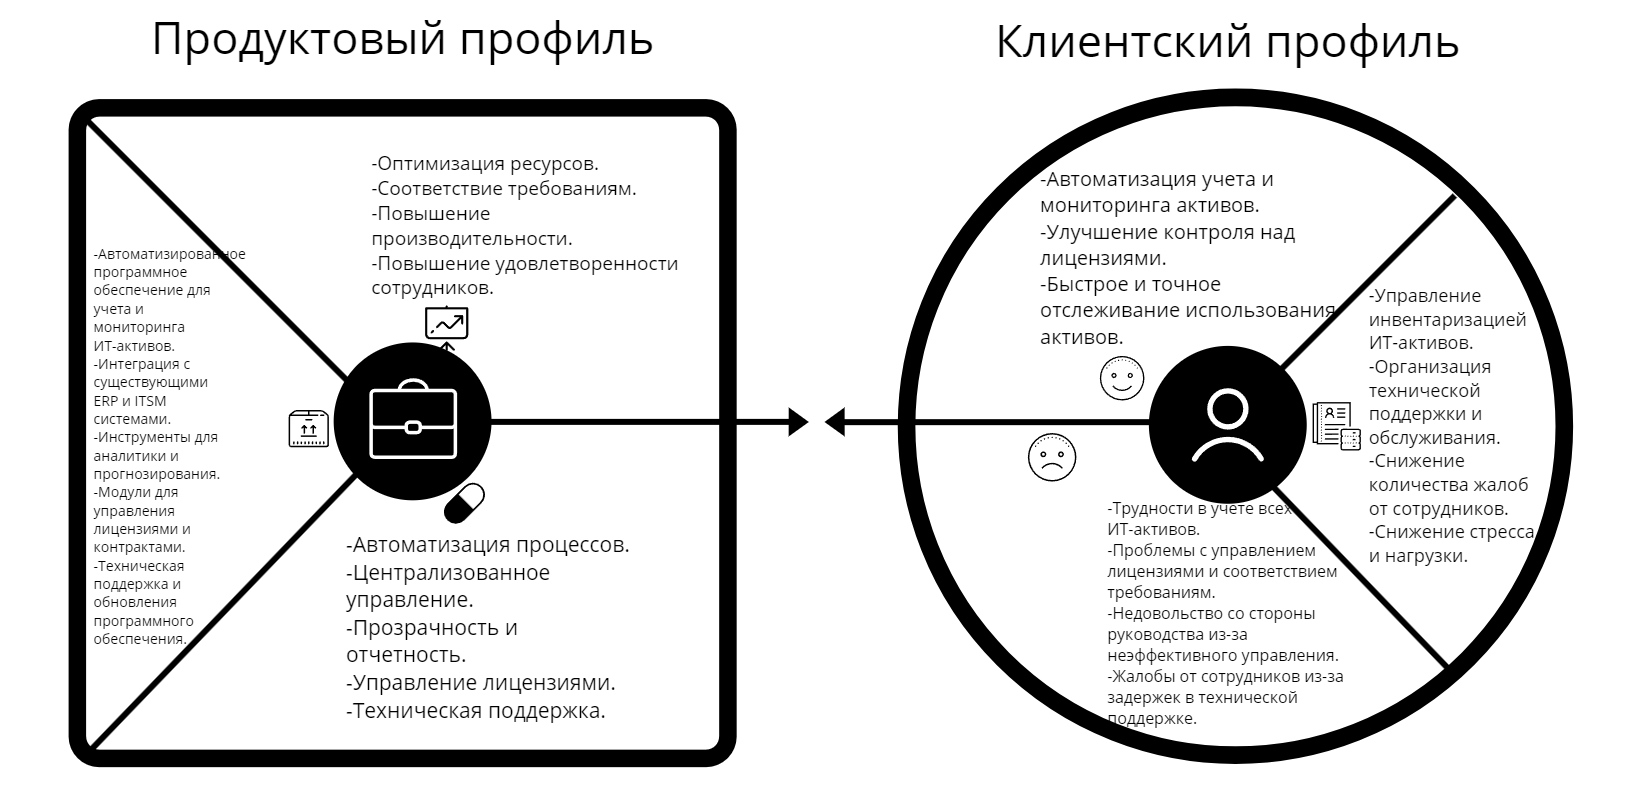 Продуктовый профиль
-Оптимизация ресурсов.
-Соответствие требованиям.
-Повышение
производительности.
-Повышение удовлетворенности
сотрудников.
-Автоматизированное
программное
обеспечение для
учета и
мониторинга
ИТ-активов.
-Интеграция с
существующими
ERP и ITSM
системами.
-Инструменты для
аналитики и
прогнозирования.
-Модули для
управления
лицензиями и
контрактами.
-Техническая
поддержка и
обновления
программного
обеспечения.
-Автоматизация процессов.
-Централизованное
управление.
-Прозрачность и
отчетность.
-Управление лицензиями.
-Техническая поддержка.
Клиентский профиль
-Автоматизация учета и
мониторинга активов.
-Улучшение контроля над
лицензиями.
-Быстрое и точное
отслеживание использования
активов.
-Управление
инвентаризацией
ИТ-активов.
-Организация
технической
поддержки и
обслуживания.
-Снижение
количества жалоб
от сотрудников.
-Снижение стресса
и нагрузки.
-Трудности в учете всех
ИТ-активов.
-Проблемы с управлением
лицензиями и соответствием
требованиям.
-Недовольство со стороны
руководства из-за
неэффективного управления.
-Жалобы от сотрудников из-за
задержек в технической
поддержке.